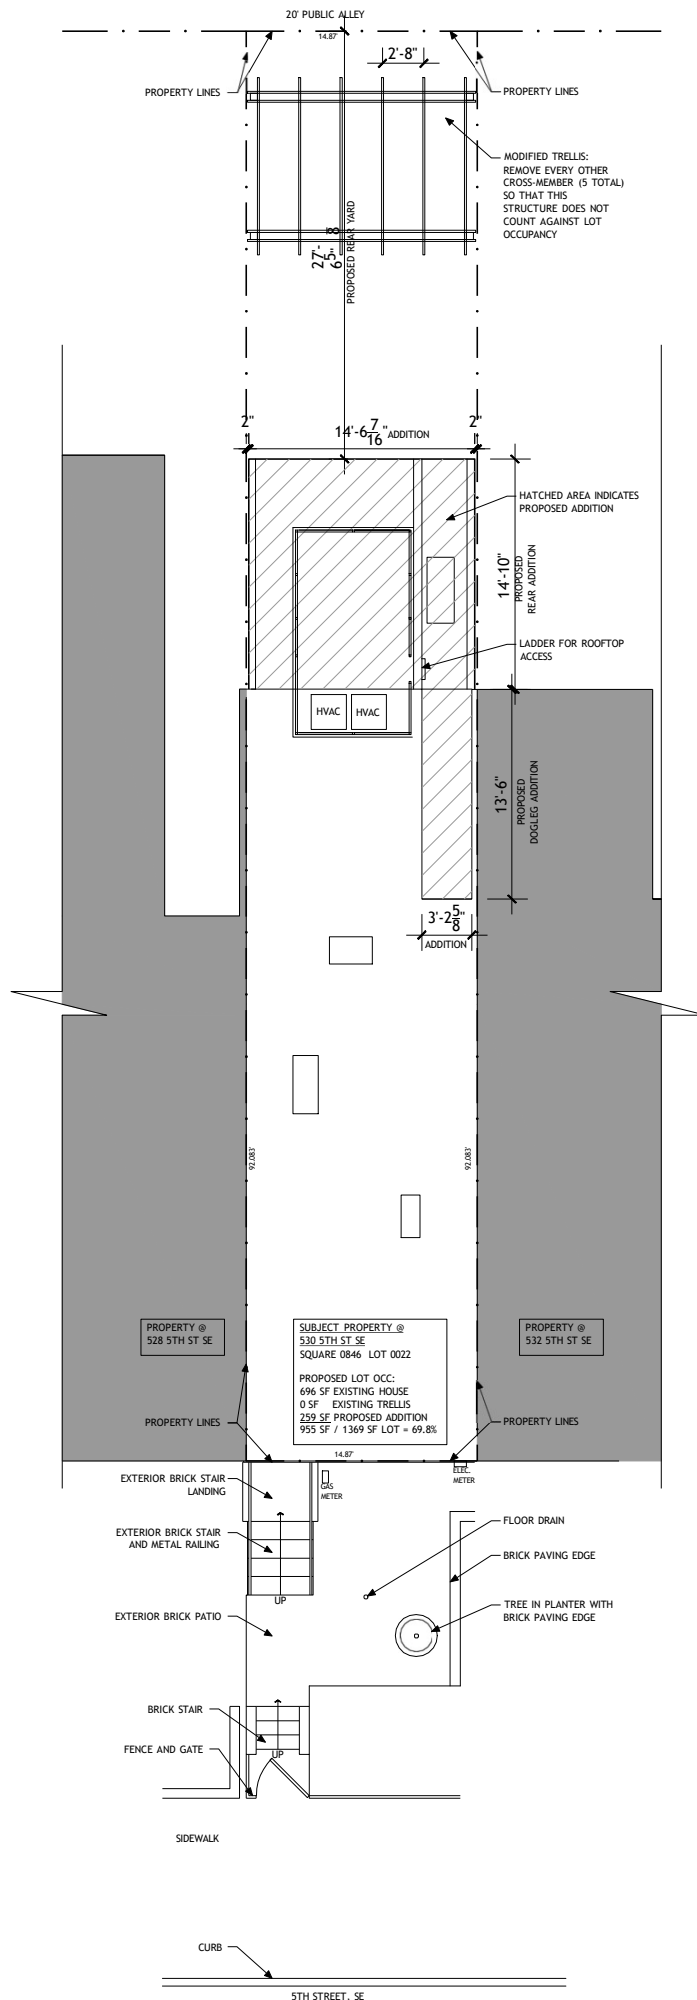 20' PUBLIC ALLEY
14.87'
2'-8"
PROPERTY LINES
PROPERTY LINES
MODIFIED TRELLIS:
REMOVE EVERY OTHER
CROSS-MEMBER (5 TOTAL)
SO THAT THIS
STRUCTURE DOES NOT
COUNT AGAINST LOT
OCCUPANCY
27'-6 5/8"
PROPOSED REAR YARD
2"
14'-6 7/16" ADDITION
2"
HATCHED AREA INDICATES
PROPOSED ADDITION
14'-10"
PROPOSED
REAR ADDITION
LADDER FOR ROOFTOP
ACCESS
HVAC
HVAC
13'-6"
PROPOSED
DOGLEG ADDITION
3'-2 5/8"
ADDITION
92.083'
92.083'
PROPERTY @
528 5TH ST SE
SUBJECT PROPERTY @
530 5TH ST SE
SQUARE 0846 LOT 0022
PROPOSED LOT OCC:
696 SF EXISTING HOUSE
0 SF EXISTING TRELLIS
259 SF PROPOSED ADDITION
955 SF / 1369 SF LOT = 69.8%
PROPERTY @
532 5TH ST SE
PROPERTY LINES
PROPERTY LINES
14.87'
EXTERIOR BRICK STAIR
LANDING
GAS
METER
ELEC.
METER
EXTERIOR BRICK STAIR
AND METAL RAILING
FLOOR DRAIN
BRICK PAVING EDGE
UP
EXTERIOR BRICK PATIO
TREE IN PLANTER WITH
BRICK PAVING EDGE
BRICK STAIR
UP
FENCE AND GATE
SIDEWALK
CURB
5TH STREET, SE